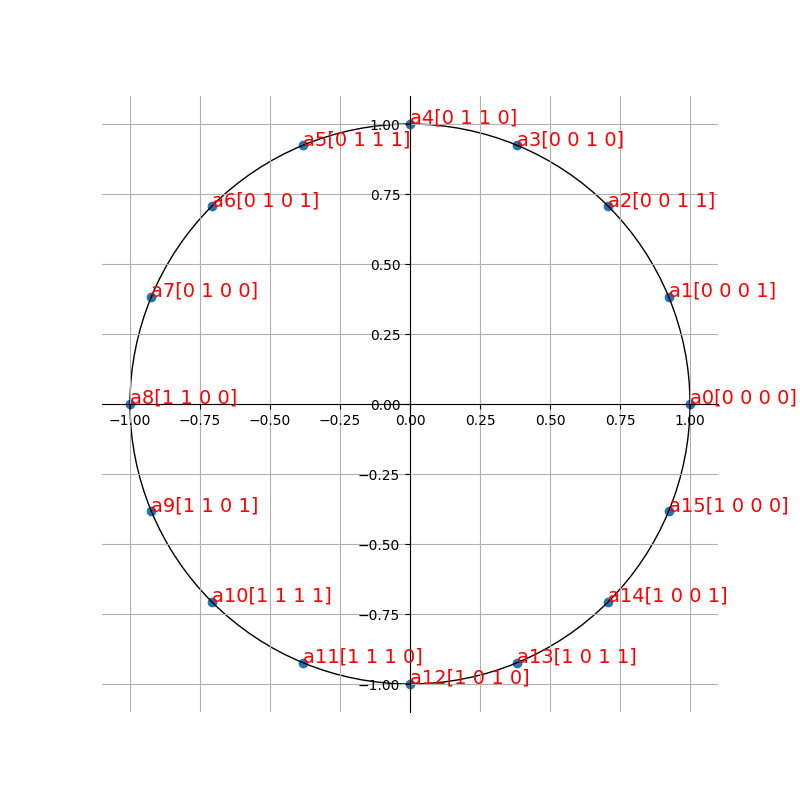 a4[0 1 1 0]
1.00
a5[0 1 1 1]
a3[0 0 1 0]
a6[0 1 0 1]
a2[0 0 1 1]
0.75
a7[0 1 0 0]
a1[0 0 0 1]
0.50
0.25
a8[1 1 0 0]
0.00
a0[0 0 0 0]
−1.00 −0.75 −0.50 −0.25 0.00 0.25 0.50 0.75 1.00
−0.25
a9[1 1 0 1]
a15[1 0 0 0]
−0.50
a10[1 1 1 1]
a14[1 0 0 1]
−0.75
a11[1 1 1 0]
a13[1 0 1 1]
a12[1 0 1 0]
−1.00